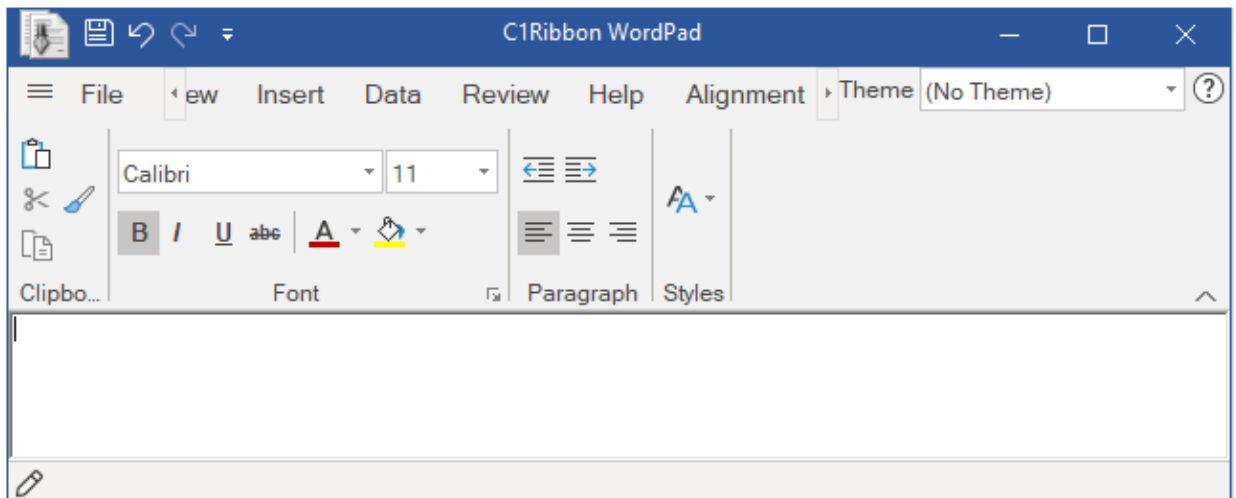 C1Ribbon WordPad
File ew Insert Data Review Help Alignment Theme (No Theme)
Calibri 11
B I U abc A
A A
Clipbo... Font Paragraph Styles